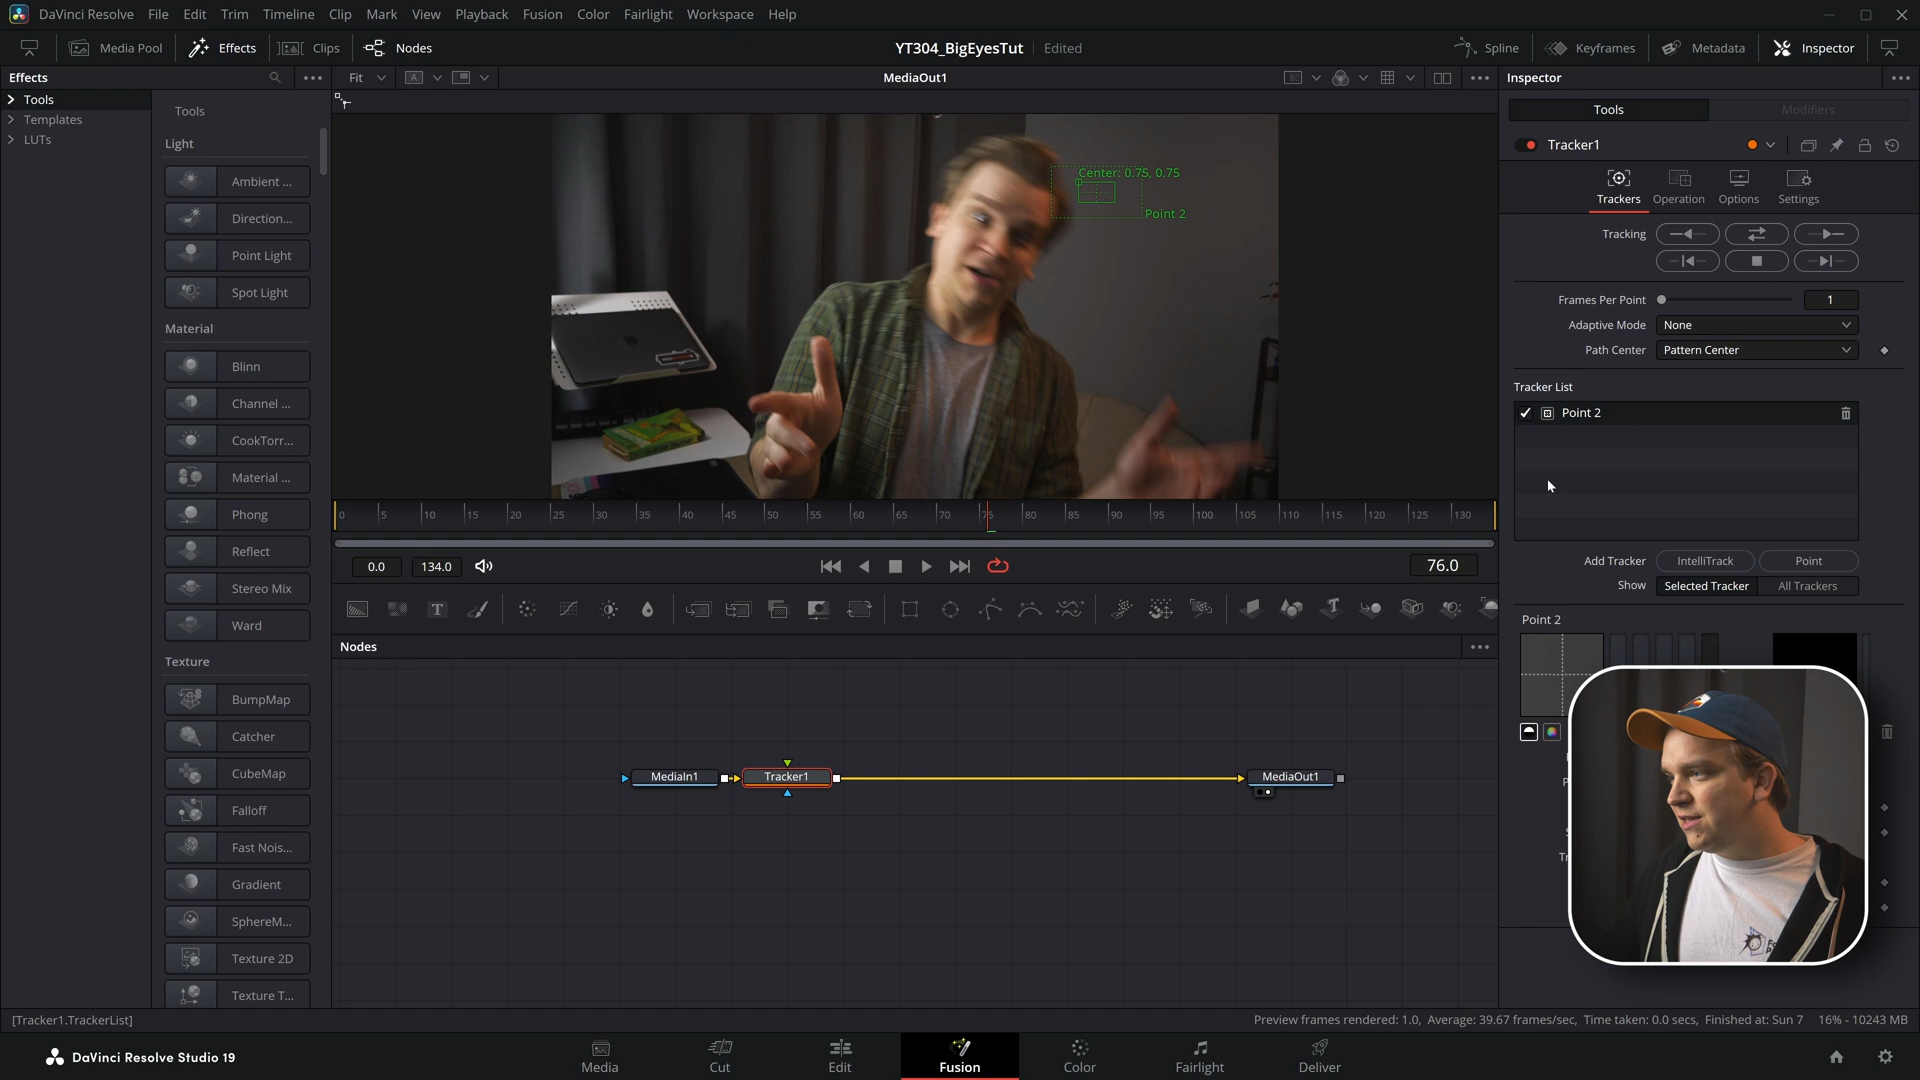 DaVinci Resolve File Edit Trim Timeline Clip Mark View Playback Fusion Color Fairlight Workspace Help
Media Pool Effects Clips Nodes YT304_BigEyesTut Edited Spline Keyframes Metadata Inspector
Effects Fit A MediaOut1 Inspector
Tools
Templates
LUTs
Tools
Light
Ambient ...
Direction...
Point Light
Spot Light
Material
Blinn
Channel ...
CookTorr...
Material ...
Phong
Reflect
Stereo Mix
Ward
Texture
BumpMap
Catcher
CubeMap
Falloff
Fast Nois...
Gradient
SphereM...
Texture 2D
Texture T...
Center: 0.75, 0.75
Point 2
0 5 10 15 20 25 30 35 40 45 50 55 60 65 70 75 80 85 90 95 100 105 110 115 120 125 130
0.0 134.0 76.0
Nodes
MediaIn1 Tracker1 MediaOut1
Tools Modifiers
Tracker1
Trackers Operation Options Settings
Tracking
Frames Per Point 1
Adaptive Mode None
Path Center Pattern Center
Tracker List
Point 2
Add Tracker IntelliTrack Point
Show Selected Tracker All Trackers
Point 2
[Tracker1.TrackerList] Preview frames rendered: 1.0, Average: 39.67 frames/sec, Time taken: 0.0 secs, Finished at: Sun 7 16% - 10243 MB
DaVinci Resolve Studio 19 Media Cut Edit Fusion Color Fairlight Deliver